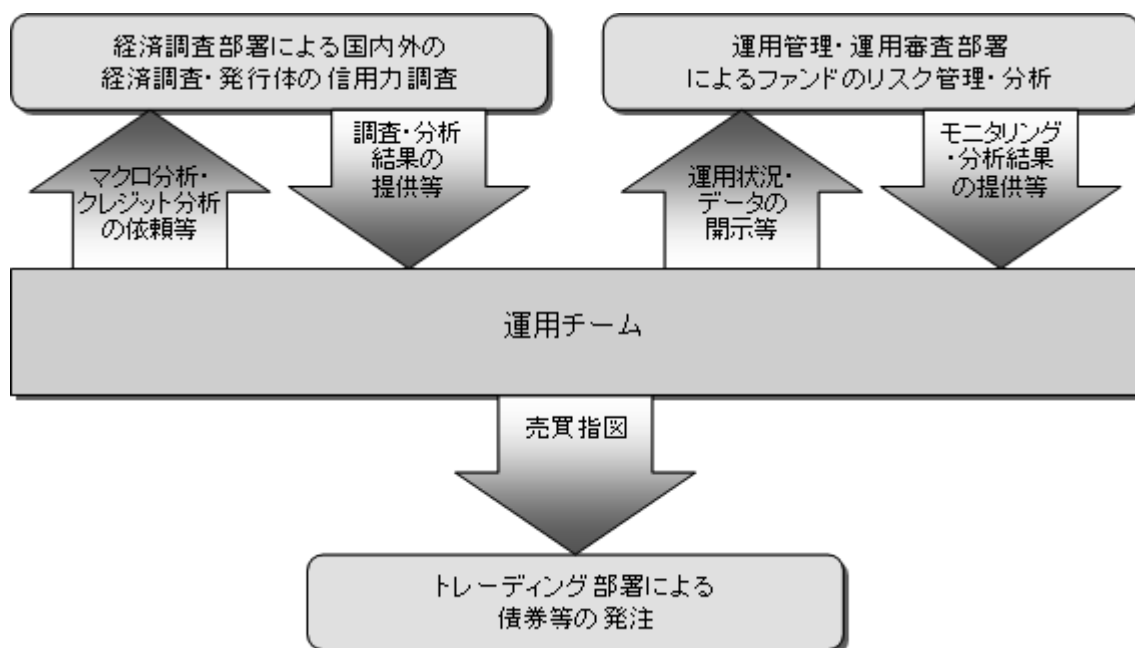 経済調査部署による国内外の
経済調査・発行体の信用力調査
運用管理・運用審査部署
によるファンドのリスク管理・分析
マクロ分析・
クレジット分析
の依頼等
調査・分析
結果の
提供等
運用状況・
データの
開示等
モニタリング
・分析結果
の提供等
運用チーム
売買指図
トレーディング部署による
債券等の発注